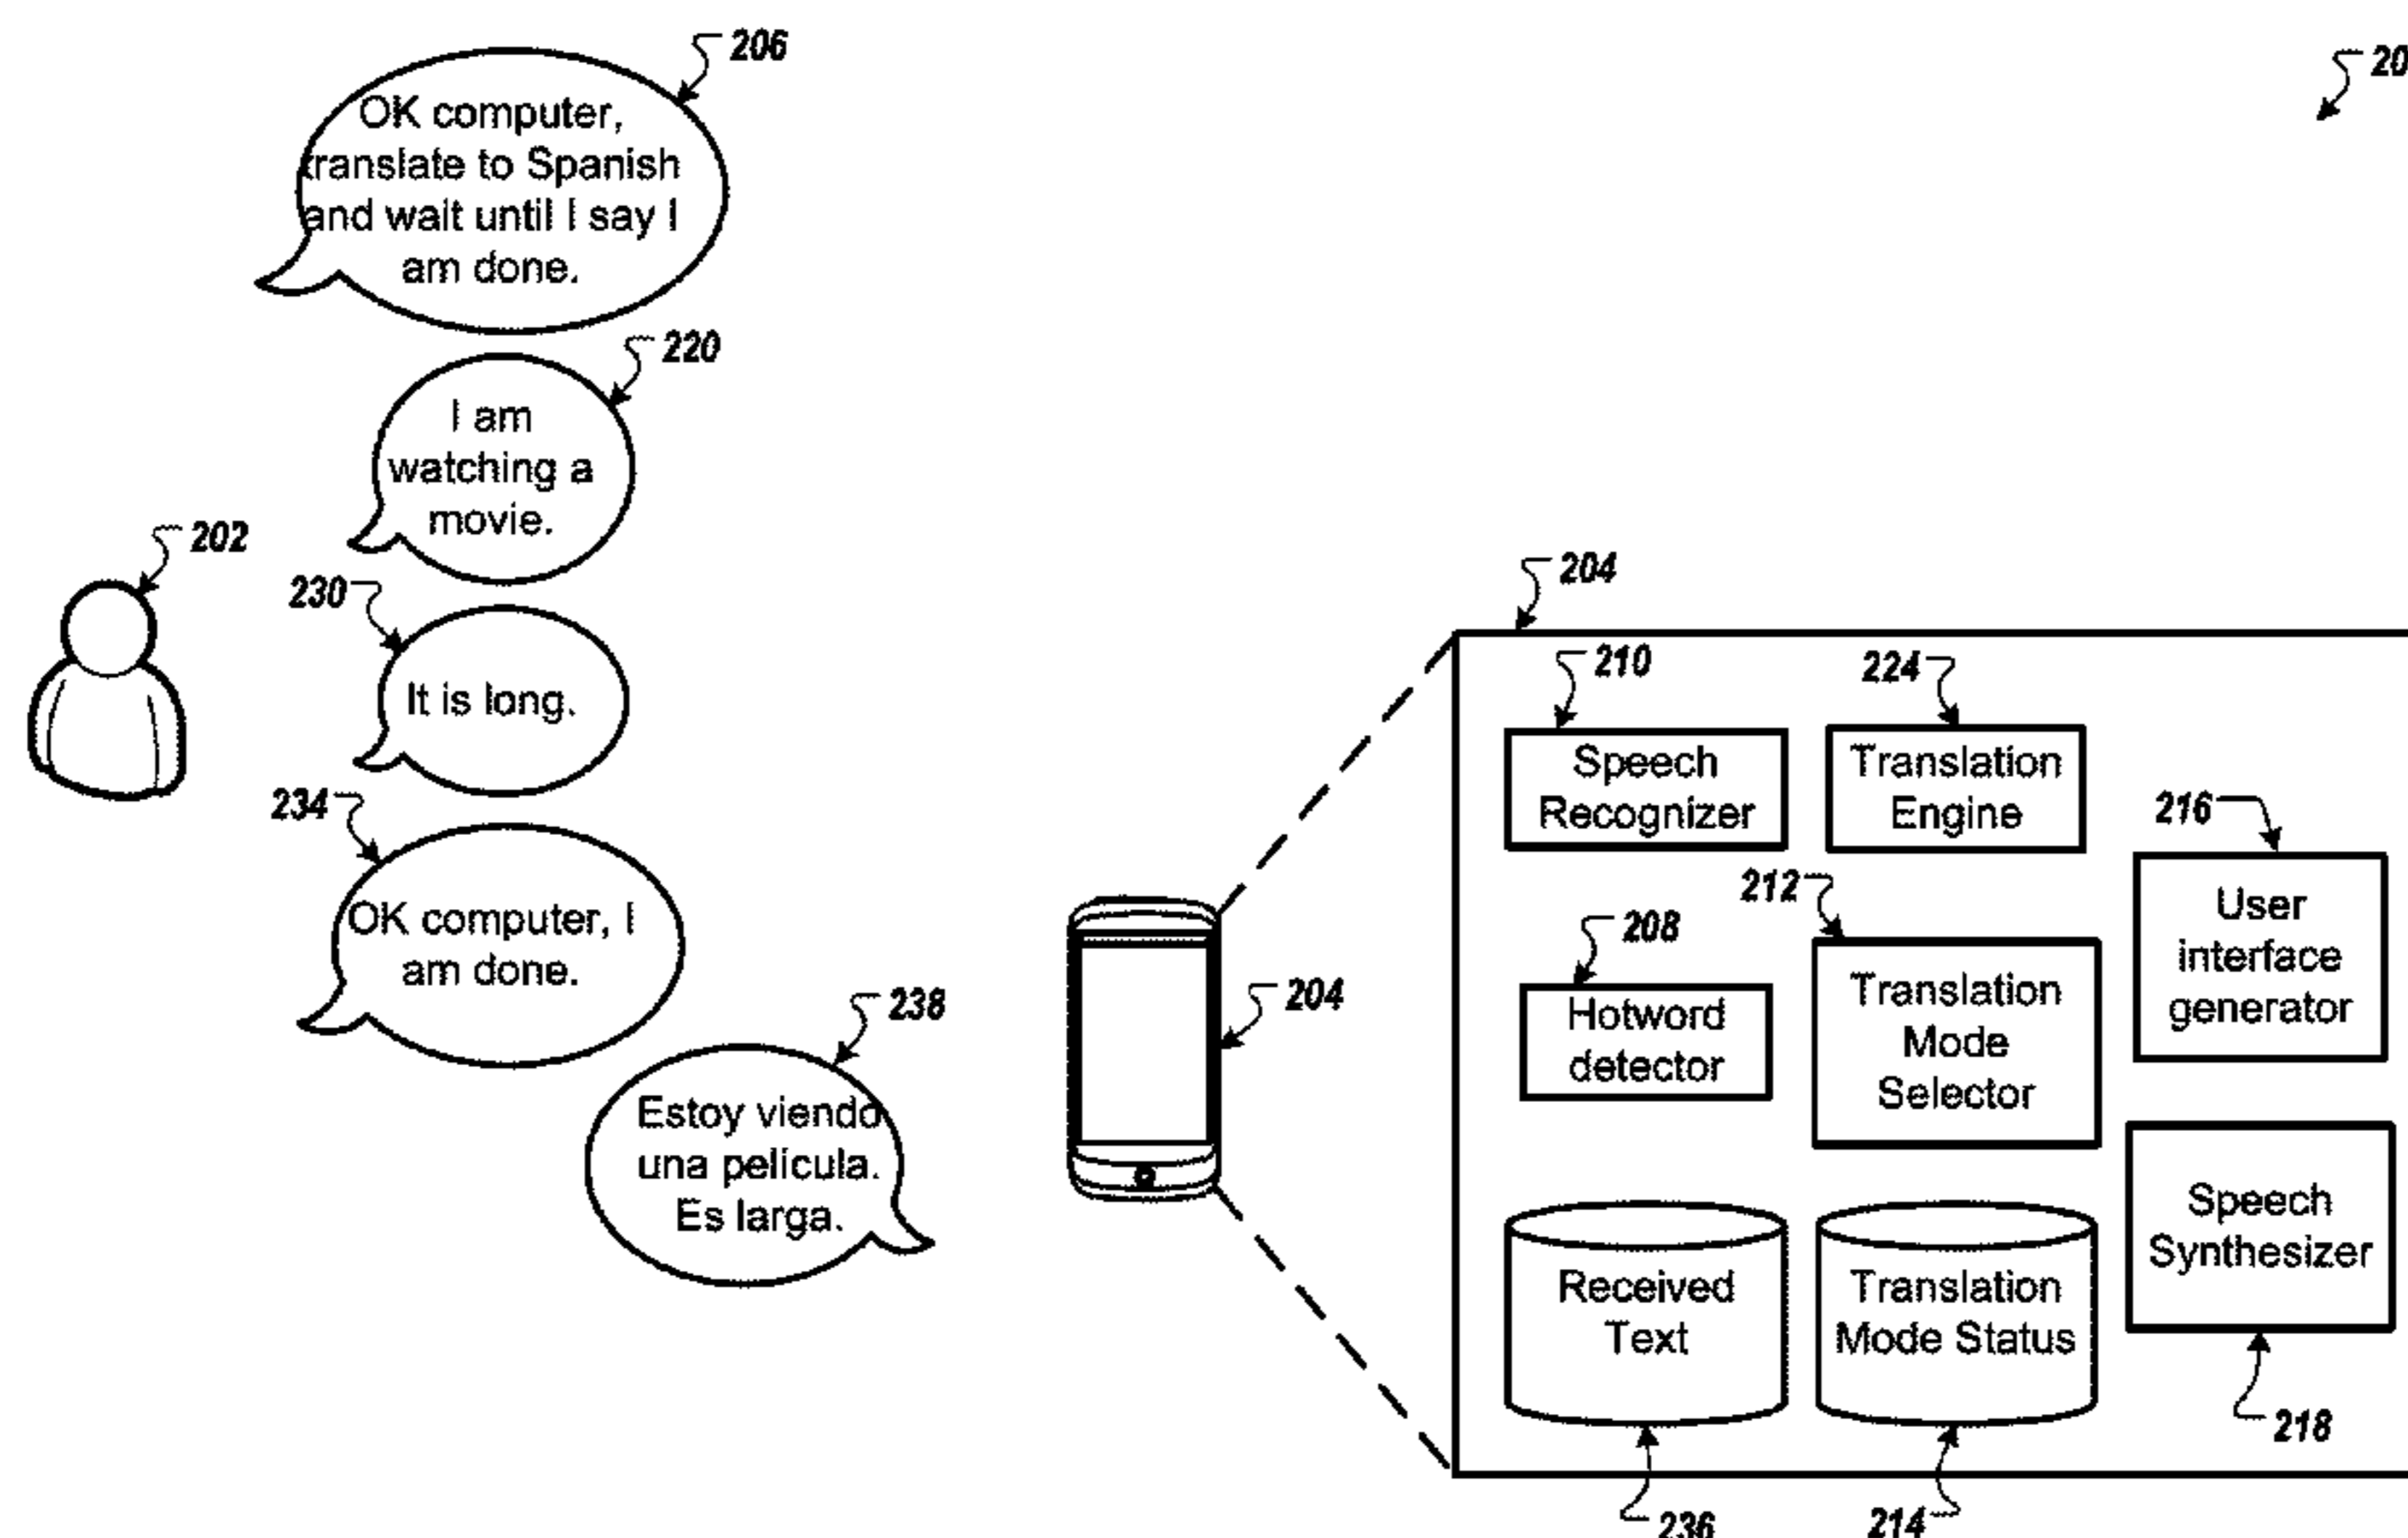 206
OK computer,
translate to Spanish
and wait until I say I
am done.
220
I am
watching a
movie.
202
230
It is long.
234
OK computer, I
am done.
238
Estoy viendo
una película.
Es larga.
204
20
204
210
Speech
Recognizer
224
Translation
Engine
216
User
interface
generator
208
Hotword
detector
212
Translation
Mode
Selector
Speech
Synthesizer
218
Received
Text
236
Translation
Mode Status
214